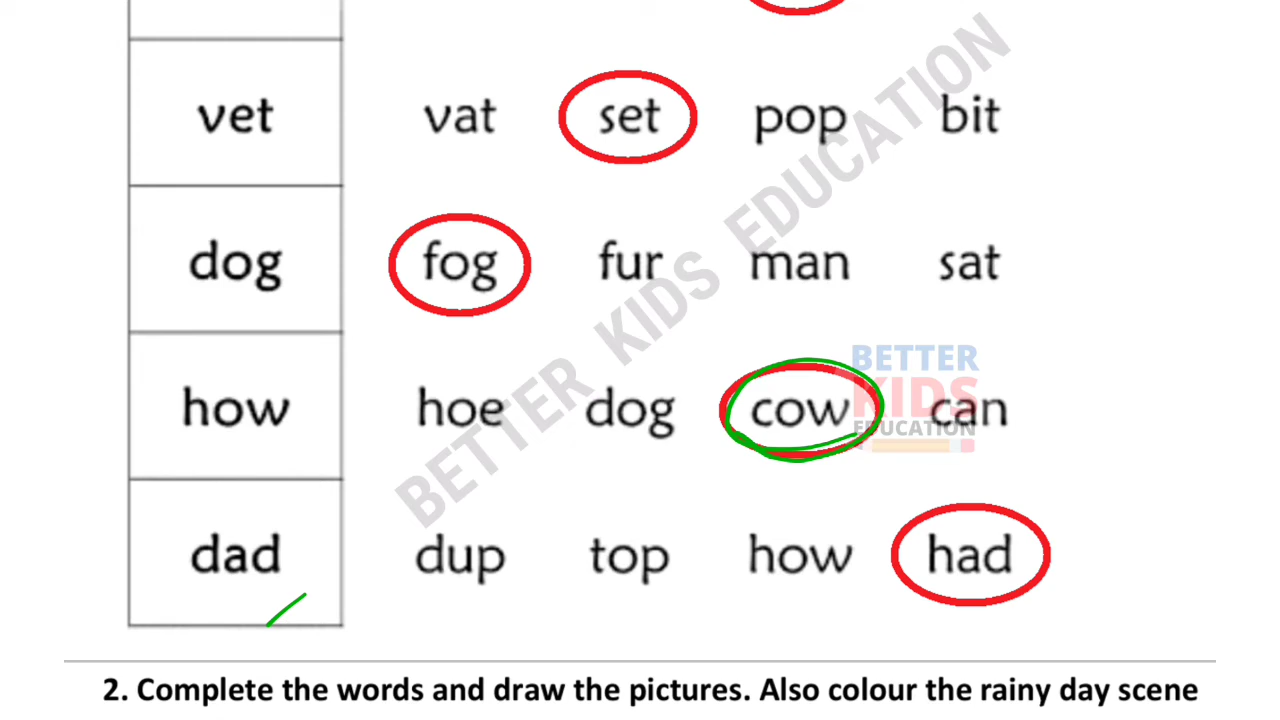 vet vat set pop bit
dog fog fur man sat
how hoe dog cow can
dad dup top how had
BETTER KIDS EDUCATION
BETTER
KIDS
EDUCATION
2. Complete the words and draw the pictures. Also colour the rainy day scene